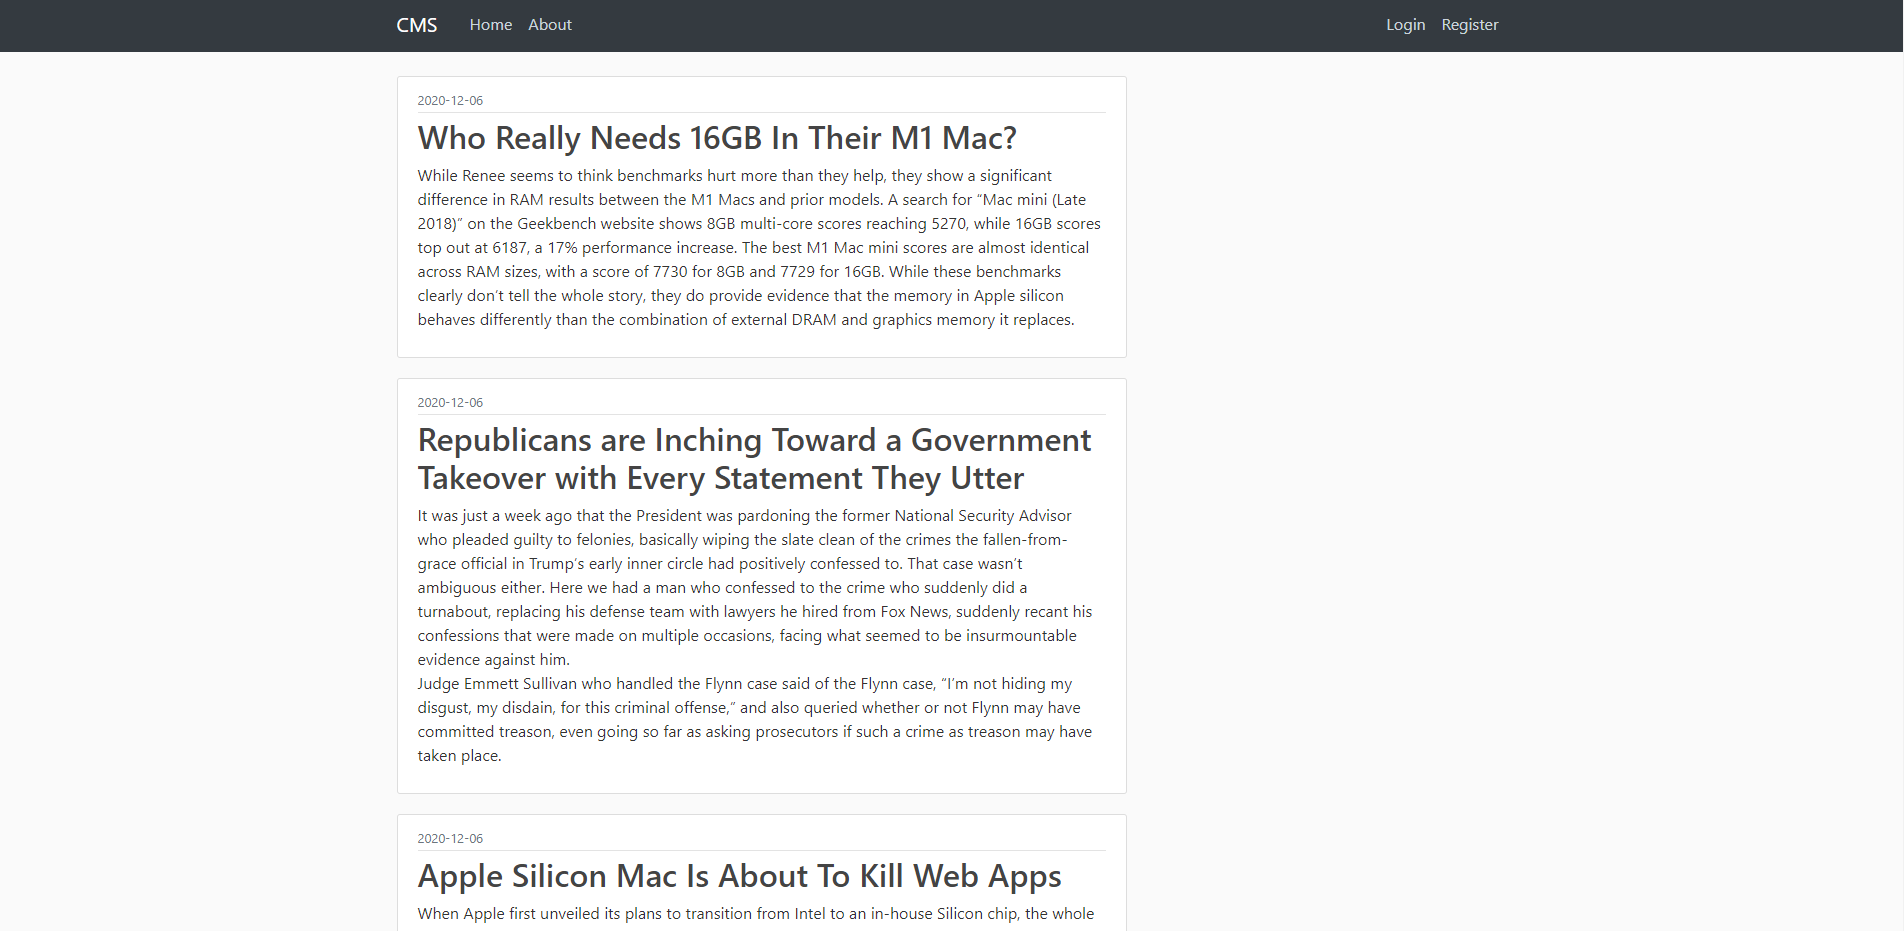 CMS Home About Login Register
2020-12-06
Who Really Needs 16GB In Their M1 Mac?
While Renee seems to think benchmarks hurt more than they help, they show a significant
difference in RAM results between the M1 Macs and prior models. A search for “Mac mini (Late
2018)” on the Geekbench website shows 8GB multi-core scores reaching 5270, while 16GB scores
top out at 6187, a 17% performance increase. The best M1 Mac mini scores are almost identical
across RAM sizes, with a score of 7730 for 8GB and 7729 for 16GB. While these benchmarks
clearly don’t tell the whole story, they do provide evidence that the memory in Apple silicon
behaves differently than the combination of external DRAM and graphics memory it replaces.
2020-12-06
Republicans are Inching Toward a Government
Takeover with Every Statement They Utter
It was just a week ago that the President was pardoning the former National Security Advisor
who pleaded guilty to felonies, basically wiping the slate clean of the crimes the fallen-from-
grace official in Trump’s early inner circle had positively confessed to. That case wasn’t
ambiguous either. Here we had a man who confessed to the crime who suddenly did a
turnabout, replacing his defense team with lawyers he hired from Fox News, suddenly recant his
confessions that were made on multiple occasions, facing what seemed to be insurmountable
evidence against him.
Judge Emmett Sullivan who handled the Flynn case said of the Flynn case, “I’m not hiding my
disgust, my disdain, for this criminal offense,” and also queried whether or not Flynn may have
committed treason, even going so far as asking prosecutors if such a crime as treason may have
taken place.
2020-12-06
Apple Silicon Mac Is About To Kill Web Apps
When Apple first unveiled its plans to transition from Intel to an in-house Silicon chip, the whole